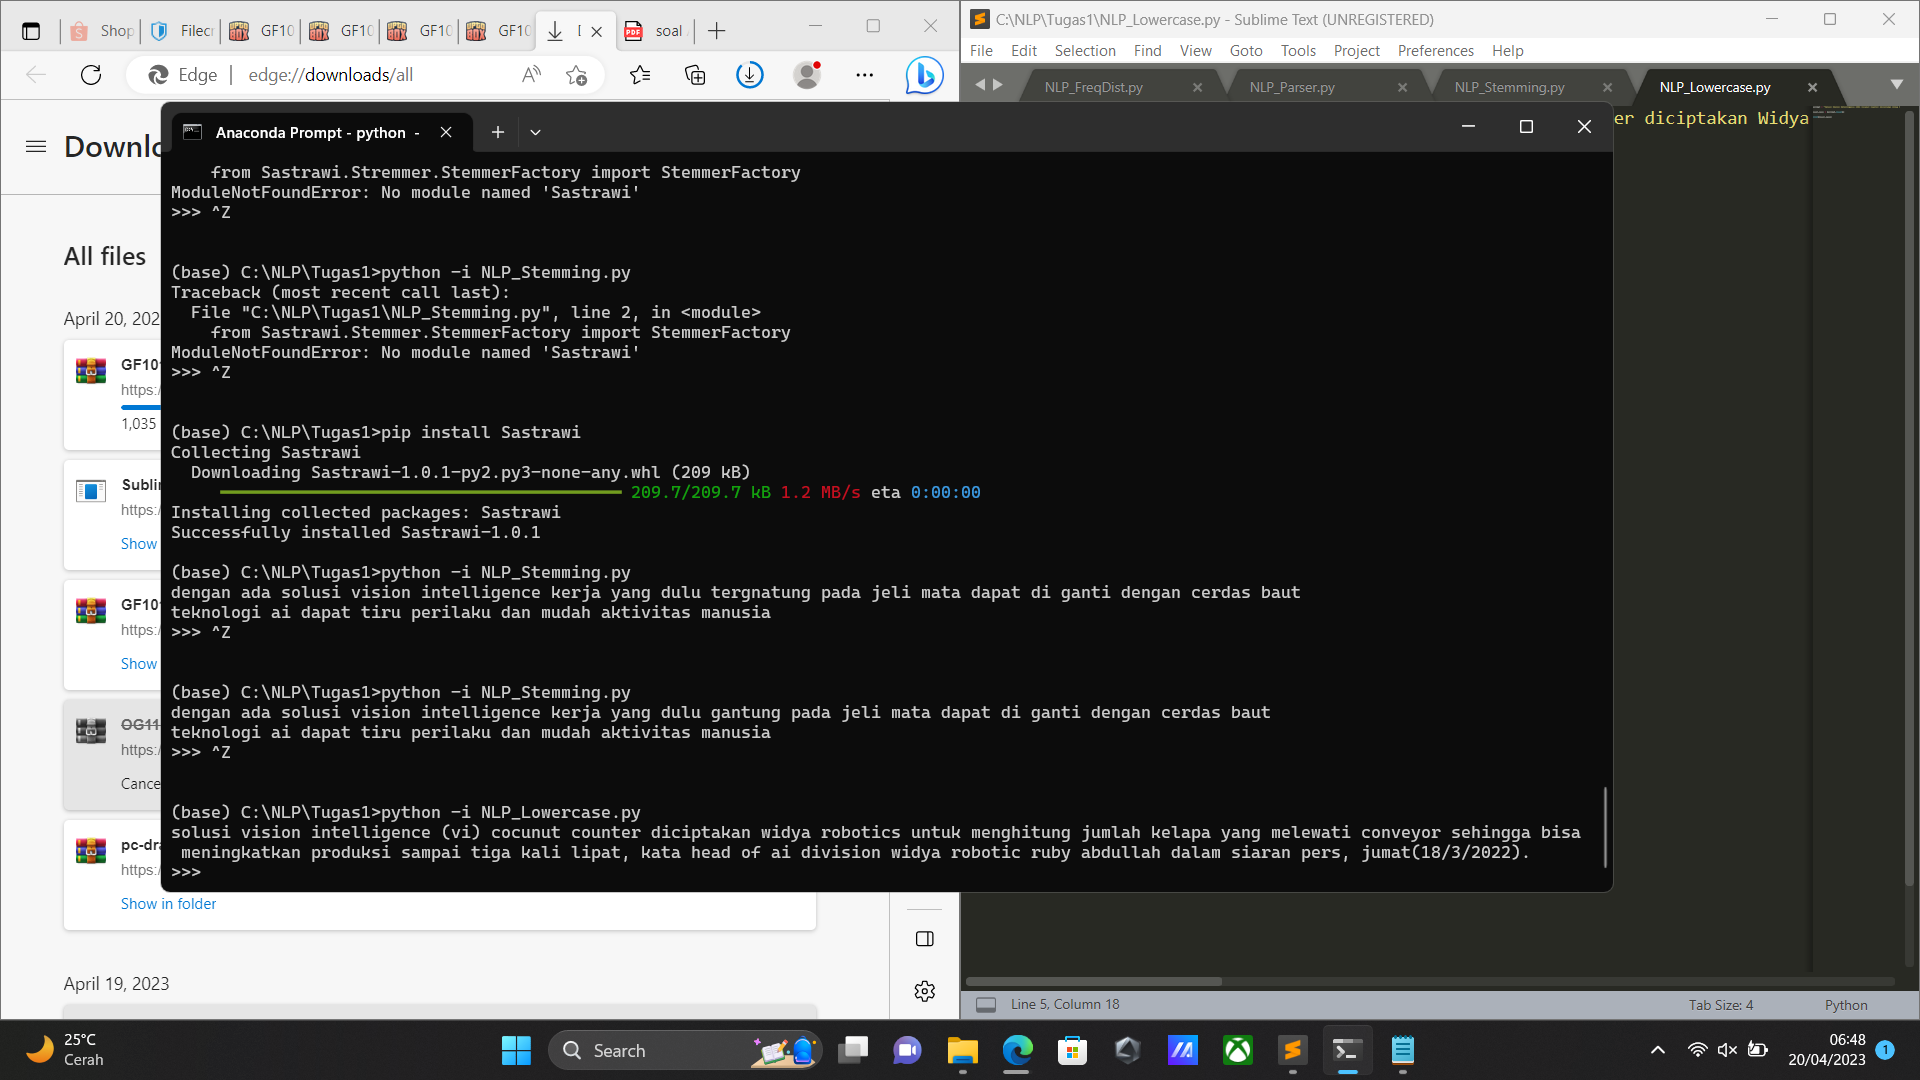 Shop
Filecr
GF10
GF10
GF10
GF10
soal
Edge
edge://downloads/all
Downlo
All files
April 20, 202
GF10
https:/
1,035
Sublin
https:/
Show
GF10
https:/
Show
OG11
https:/
Cance
pc-dra
https:/
Show in folder
April 19, 2023
C:\NLP\Tugas1\NLP_Lowercase.py - Sublime Text (UNREGISTERED)
File Edit Selection Find View Goto Tools Project Preferences Help
NLP_FreqDist.py
NLP_Parser.py
NLP_Stemming.py
NLP_Lowercase.py
er diciptakan Widya
Anaconda Prompt - python -
from Sastrawi.Stremmer.StemmerFactory import StemmerFactory
ModuleNotFoundError: No module named 'Sastrawi'
>>> ^Z
(base) C:\NLP\Tugas1>python -i NLP_Stemming.py
Traceback (most recent call last):
File "C:\NLP\Tugas1\NLP_Stemming.py", line 2, in <module>
from Sastrawi.Stemmer.StemmerFactory import StemmerFactory
ModuleNotFoundError: No module named 'Sastrawi'
>>> ^Z
(base) C:\NLP\Tugas1>pip install Sastrawi
Collecting Sastrawi
Downloading Sastrawi-1.0.1-py2.py3-none-any.whl (209 kB)
209.7/209.7 kB 1.2 MB/s eta 0:00:00
Installing collected packages: Sastrawi
Successfully installed Sastrawi-1.0.1
(base) C:\NLP\Tugas1>python -i NLP_Stemming.py
dengan ada solusi vision intelligence kerja yang dulu tergnatung pada jeli mata dapat di ganti dengan cerdas baut
teknologi ai dapat tiru perilaku dan mudah aktivitas manusia
>>> ^Z
(base) C:\NLP\Tugas1>python -i NLP_Stemming.py
dengan ada solusi vision intelligence kerja yang dulu gantung pada jeli mata dapat di ganti dengan cerdas baut
teknologi ai dapat tiru perilaku dan mudah aktivitas manusia
>>> ^Z
(base) C:\NLP\Tugas1>python -i NLP_Lowercase.py
solusi vision intelligence (vi) cocunut counter diciptakan widya robotics untuk menghitung jumlah kelapa yang melewati conveyor sehingga bisa
meningkatkan produksi sampai tiga kali lipat, kata head of ai division widya robotic ruby abdullah dalam siaran pers, jumat(18/3/2022).
>>>
Line 5, Column 18
Tab Size: 4
Python
25°C
Cerah
Search
06:48
20/04/2023
1